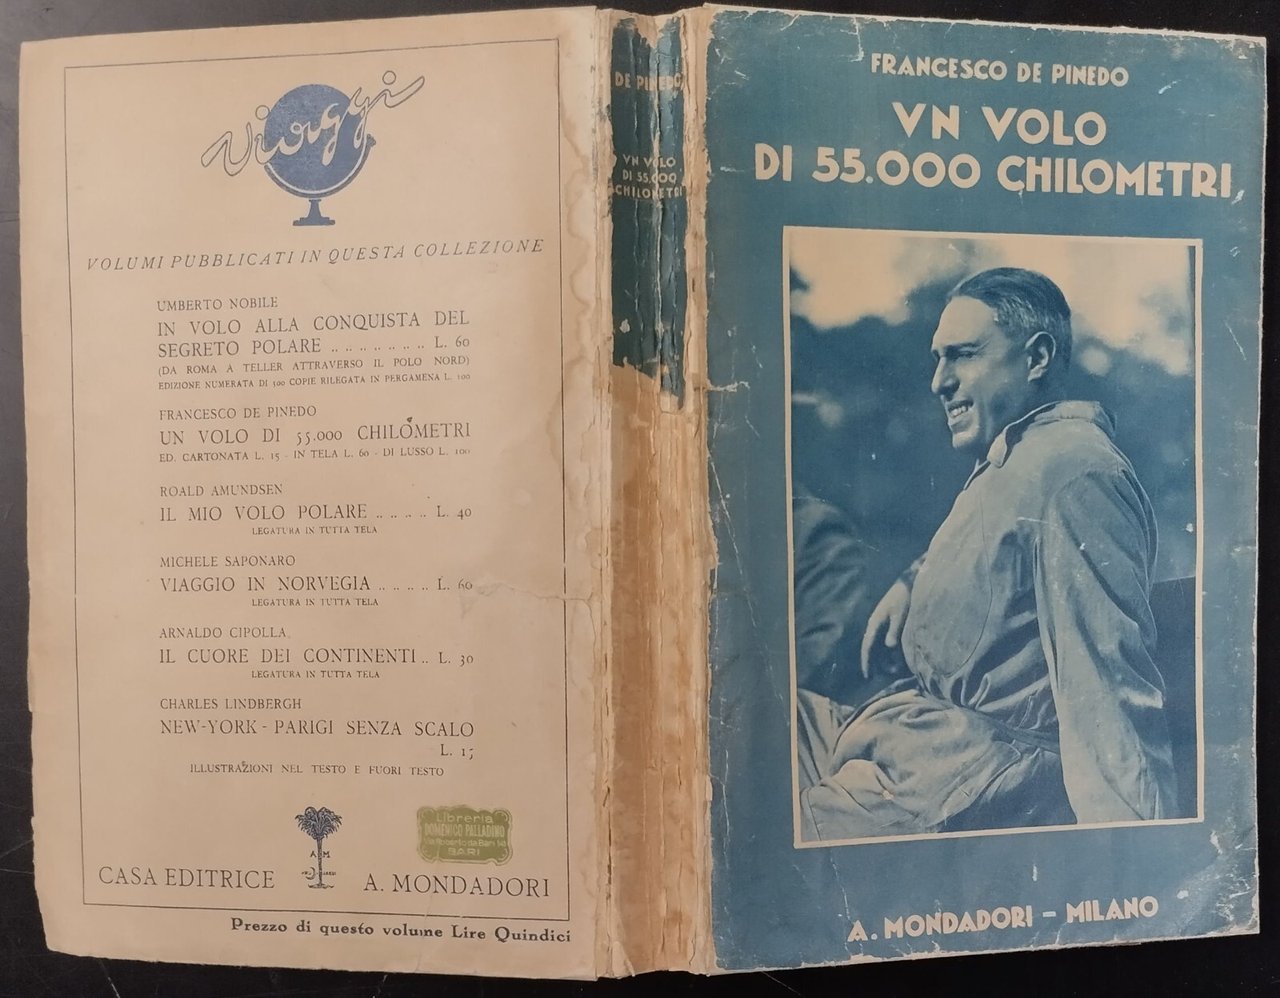 Viaggi
VOLUMI PUBBLICATI IN QUESTA COLLEZIONE
UMBERTO NOBILE
IN VOLO ALLA CONQUISTA DEL
SEGRETO POLARE .. .. .. .. .. .. .. L. 60
(DA ROMA A TELLER ATTRAVERSO IL POLO NORD)
EDIZIONE NUMERATA DI 500 COPIE RILEGATA IN PERGAMENA L. 100
FRANCESCO DE PINEDO
UN VOLO DI 55.000 CHILOMETRI
ED. CARTONATA L. 15 - IN TELA L. 60 - DI LUSSO L. 100
ROALD AMUNDSEN
IL MIO VOLO POLARE .. .. .. .. L. 40
LEGATURA IN TUTTA TELA
MICHELE SAPONARO
VIAGGIO IN NORVEGIA .. .. .. .. L. 60
LEGATURA IN TUTTA TELA
ARNALDO CIPOLLA
IL CUORE DEI CONTINENTI .. L. 30
LEGATURA IN TUTTA TELA
CHARLES LINDBERGH
NEW-YORK - PARIGI SENZA SCALO
L. 15
ILLUSTRAZIONI NEL TESTO E FUORI TESTO
A M
Libreria
DOMENICO PALLADINO
Via Roberto da Bari
BARI
CASA EDITRICE A. MONDADORI
Prezzo di questo volume Lire Quindici
DE PINEDO
VN VOLO
DI 55.000
CHILOMETRI
FRANCESCO DE PINEDO
VN VOLO
DI 55.000 CHILOMETRI
A. MONDADORI - MILANO